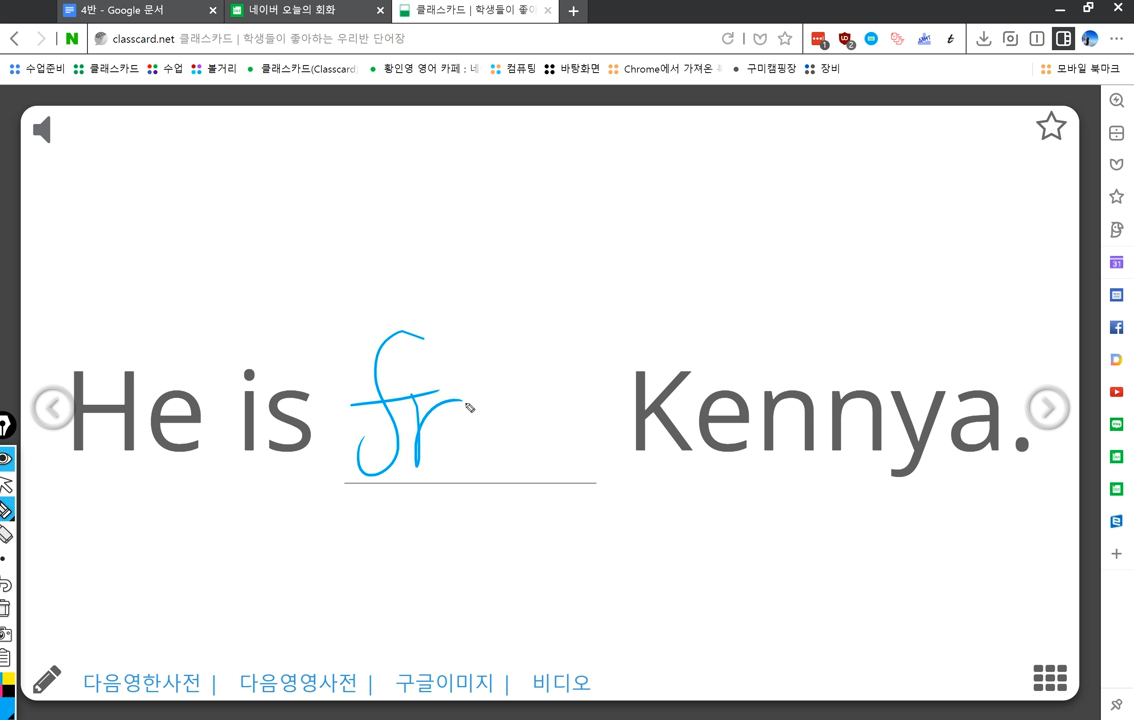 4반 - Google 문서
네이버 오늘의 회화
클래스카드 | 학생들이 좋아
N classcard.net 클래스카드 | 학생들이 좋아하는 우리반 단어장
수업준비 클래스카드 수업 볼거리 클래스카드(Classcard) 황인영 영어 카페 : 네 컴퓨팅 바탕화면 Chrome에서 가져온 구미캠핑장 장비 모바일 북마크
He is fr Kennya.
다음영한사전 | 다음영영사전 | 구글이미지 | 비디오